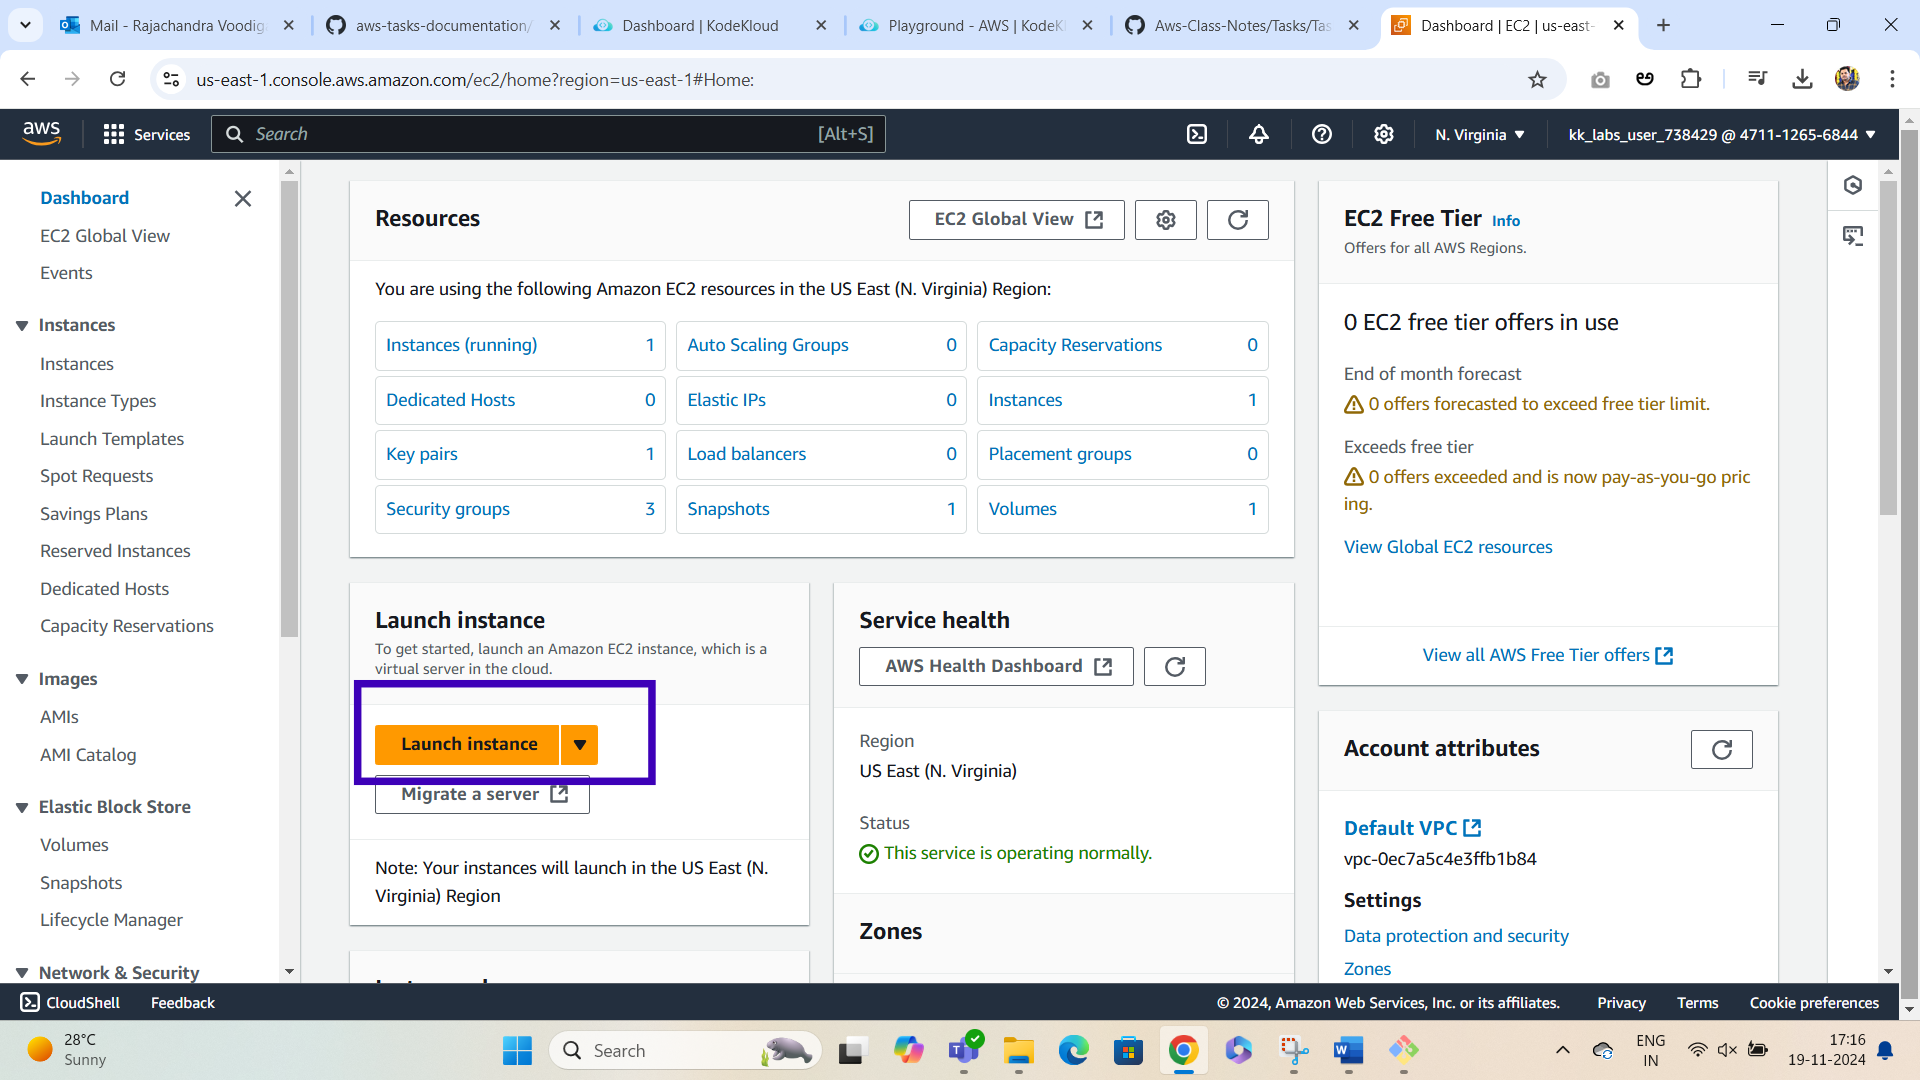 Mail - Rajachandra Voodig
aws-tasks-documentation/
Dashboard | KodeKloud
Playground - AWS | KodeKl
Aws-Class-Notes/Tasks/Tas
Dashboard | EC2 | us-east-
us-east-1.console.aws.amazon.com/ec2/home?region=us-east-1#Home:
aws
Services
Search
[Alt+S]
N. Virginia
kk_labs_user_738429 @ 4711-1265-6844
Dashboard
EC2 Global View
Events
Instances
Instances
Instance Types
Launch Templates
Spot Requests
Savings Plans
Reserved Instances
Dedicated Hosts
Capacity Reservations
Images
AMIs
AMI Catalog
Elastic Block Store
Volumes
Snapshots
Lifecycle Manager
Network & Security
Resources
EC2 Global View
You are using the following Amazon EC2 resources in the US East (N. Virginia) Region:
Instances (running) 1
Auto Scaling Groups 0
Capacity Reservations 0
Dedicated Hosts 0
Elastic IPs 0
Instances 1
Key pairs 1
Load balancers 0
Placement groups 0
Security groups 3
Snapshots 1
Volumes 1
Launch instance
To get started, launch an Amazon EC2 instance, which is a
virtual server in the cloud.
Launch instance
Migrate a server
Note: Your instances will launch in the US East (N.
Virginia) Region
Service health
AWS Health Dashboard
Region
US East (N. Virginia)
Status
This service is operating normally.
Zones
EC2 Free Tier Info
Offers for all AWS Regions.
0 EC2 free tier offers in use
End of month forecast
0 offers forecasted to exceed free tier limit.
Exceeds free tier
0 offers exceeded and is now pay-as-you-go pric
ing.
View Global EC2 resources
View all AWS Free Tier offers
Account attributes
Default VPC
vpc-0ec7a5c4e3ffb1b84
Settings
Data protection and security
Zones
CloudShell
Feedback
© 2024, Amazon Web Services, Inc. or its affiliates.
Privacy
Terms
Cookie preferences
28°C
Sunny
Search
ENG
IN
17:16
19-11-2024